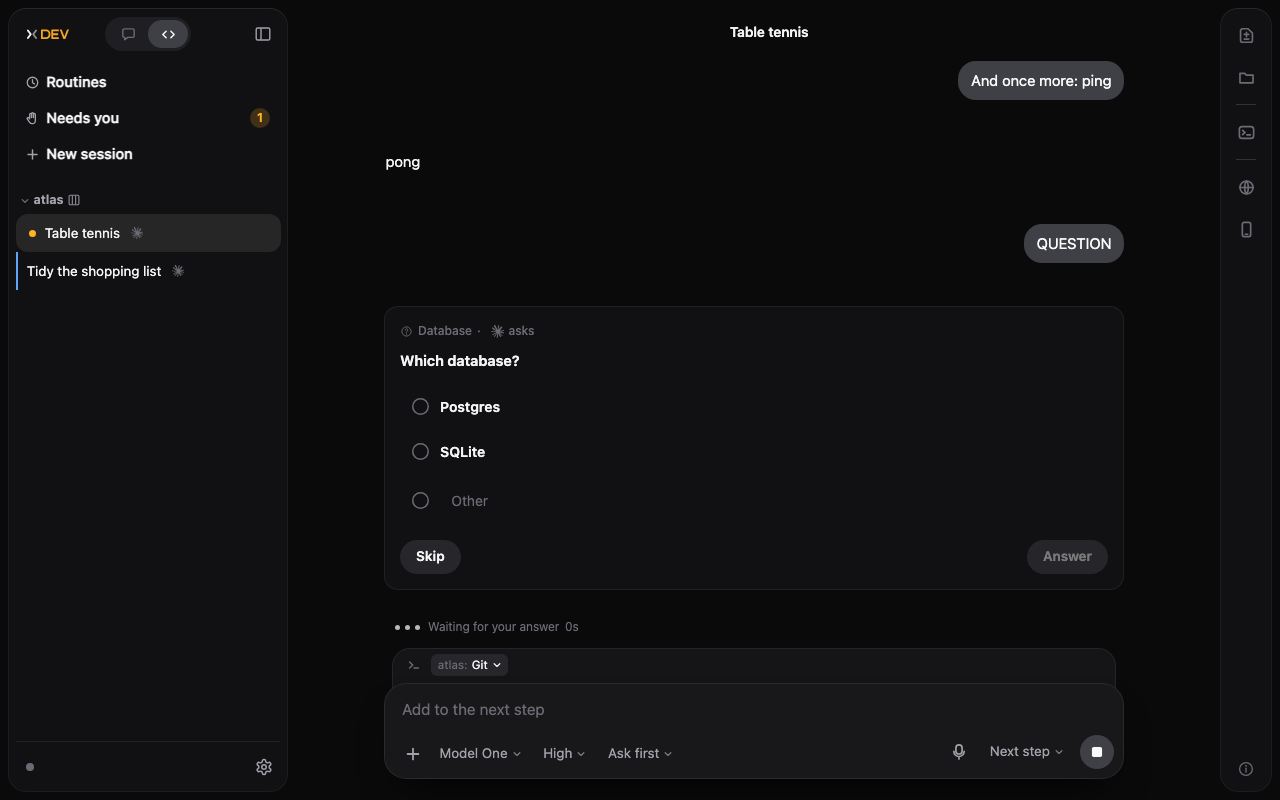 DEV
Routines
Needs you
1
New session
atlas
Table tennis
Tidy the shopping list
Table tennis
And once more: ping
pong
QUESTION
Database · asks
Which database?
Postgres
SQLite
Other
Skip
Answer
Waiting for your answer 0s
atlas: Git
Add to the next step
Model One
High
Ask first
Next step